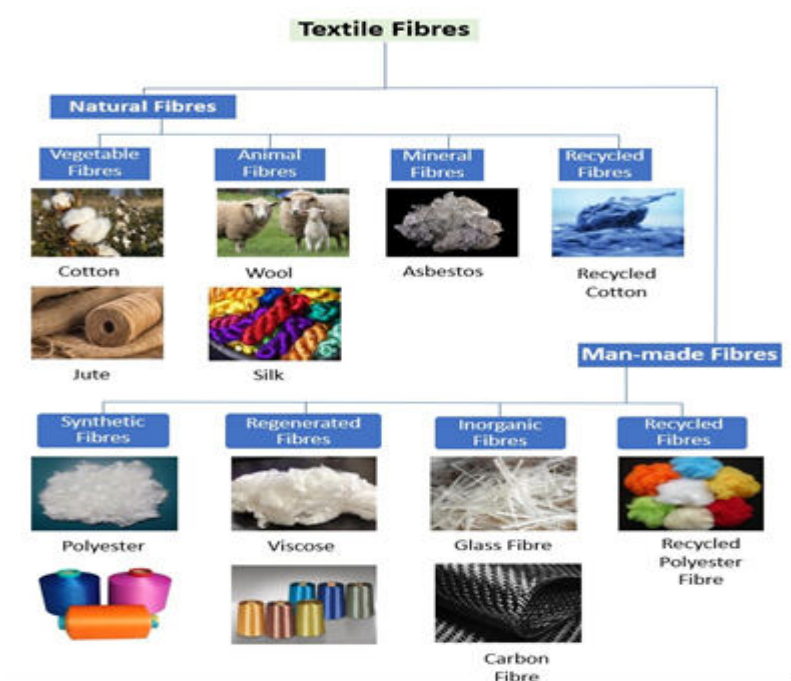 Textile Fibres
Natural Fibres
Vegetable
Fibres
Animal
Fibres
Mineral
Fibres
Recycled
Fibres
Cotton
Wool
Asbestos
Recycled
Cotton
Jute
Silk
Man-made Fibres
Synthetic
Fibres
Regenerated
Fibres
Inorganic
Fibres
Recycled
Fibres
Polyester
Viscose
Glass Fibre
Recycled
Polyester
Fibre
Carbon
Fibre